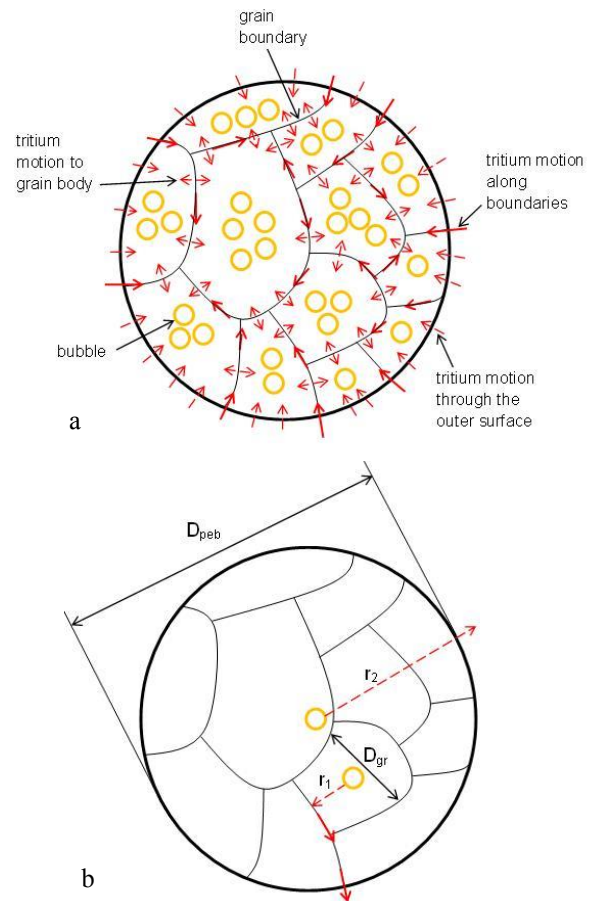 grain
boundary
tritium
motion to
grain body
tritium motion
along
boundaries
bubble
tritium motion
through the
outer surface
a
Dpeb
r2
Dgr
r1
b